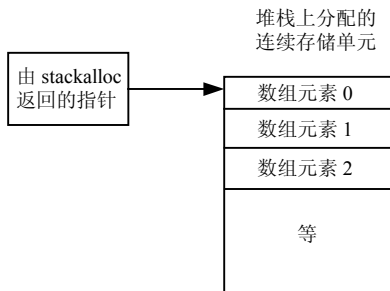 堆栈上分配的
连续存储单元
由 stackalloc
返回的指针
数组元素 0
数组元素 1
数组元素 2
等